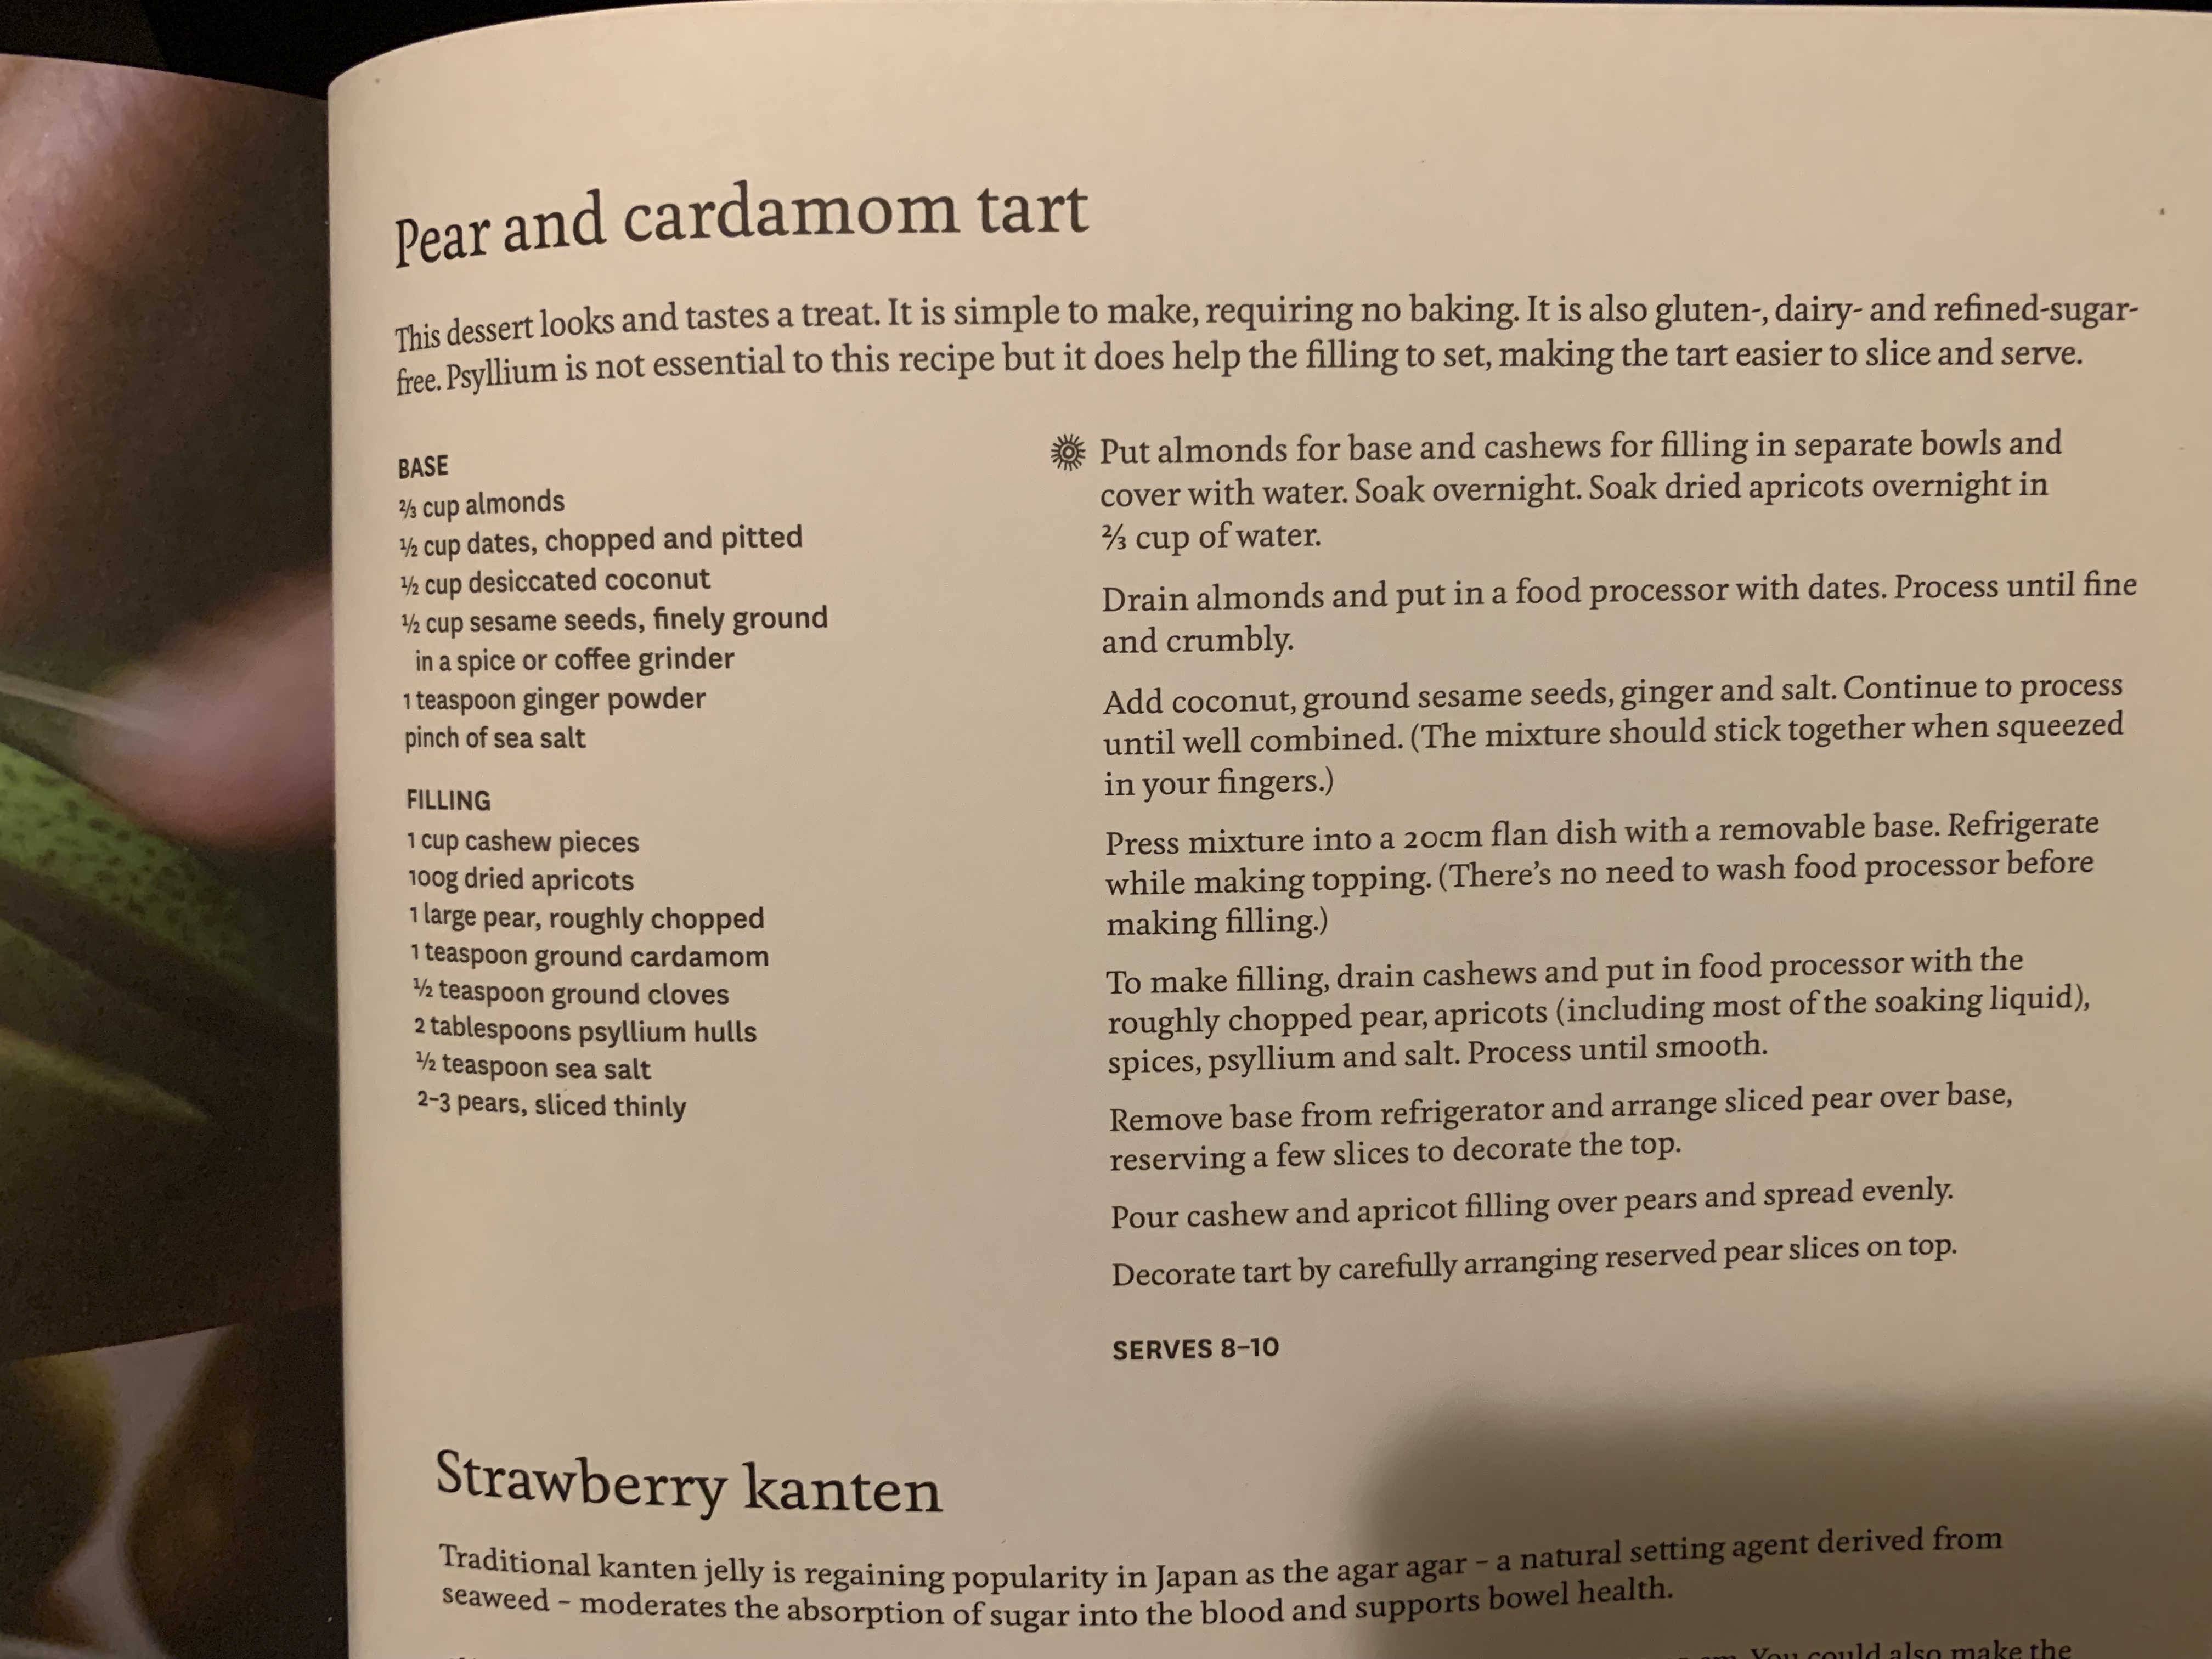 Pear and cardamom tart
This dessert looks and tastes a treat. It is simple to make, requiring no baking. It is also gluten-, dairy- and refined-sugar-
free. Psyllium is not essential to this recipe but it does help the filling to set, making the tart easier to slice and serve.
BASE
⅔ cup almonds
½ cup dates, chopped and pitted
½ cup desiccated coconut
½ cup sesame seeds, finely ground
in a spice or coffee grinder
1 teaspoon ginger powder
pinch of sea salt
FILLING
1 cup cashew pieces
100g dried apricots
1 large pear, roughly chopped
1 teaspoon ground cardamom
½ teaspoon ground cloves
2 tablespoons psyllium hulls
½ teaspoon sea salt
2–3 pears, sliced thinly
Put almonds for base and cashews for filling in separate bowls and
cover with water. Soak overnight. Soak dried apricots overnight in
⅔ cup of water.
Drain almonds and put in a food processor with dates. Process until fine
and crumbly.
Add coconut, ground sesame seeds, ginger and salt. Continue to process
until well combined. (The mixture should stick together when squeezed
in your fingers.)
Press mixture into a 20cm flan dish with a removable base. Refrigerate
while making topping. (There's no need to wash food processor before
making filling.)
To make filling, drain cashews and put in food processor with the
roughly chopped pear, apricots (including most of the soaking liquid),
spices, psyllium and salt. Process until smooth.
Remove base from refrigerator and arrange sliced pear over base,
reserving a few slices to decorate the top.
Pour cashew and apricot filling over pears and spread evenly.
Decorate tart by carefully arranging reserved pear slices on top.
SERVES 8–10
Strawberry kanten
Traditional kanten jelly is regaining popularity in Japan as the agar agar – a natural setting agent derived from
seaweed – moderates the absorption of sugar into the blood and supports bowel health.
You could also make the